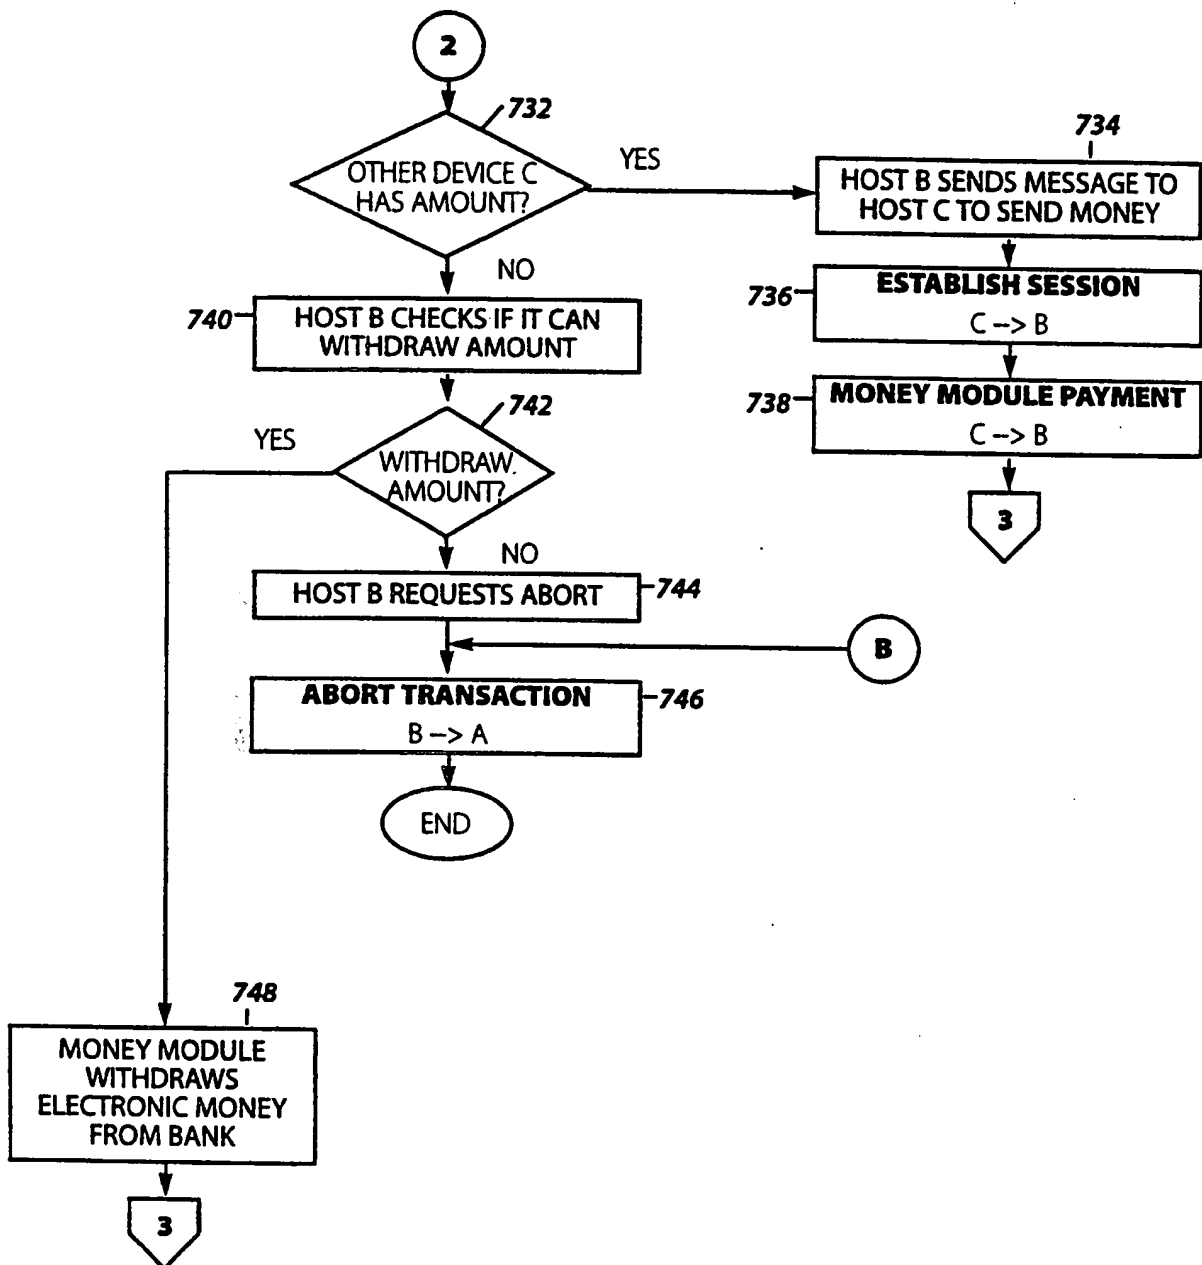 2
732
OTHER DEVICE C
HAS AMOUNT?
YES
734
HOST B SENDS MESSAGE TO
HOST C TO SEND MONEY
NO
736
ESTABLISH SESSION
C --> B
740
HOST B CHECKS IF IT CAN
WITHDRAW AMOUNT
738
MONEY MODULE PAYMENT
C --> B
3
742
YES
WITHDRAW
AMOUNT?
NO
HOST B REQUESTS ABORT
744
B
ABORT TRANSACTION
B --> A
746
END
748
MONEY MODULE
WITHDRAWS
ELECTRONIC MONEY
FROM BANK
3